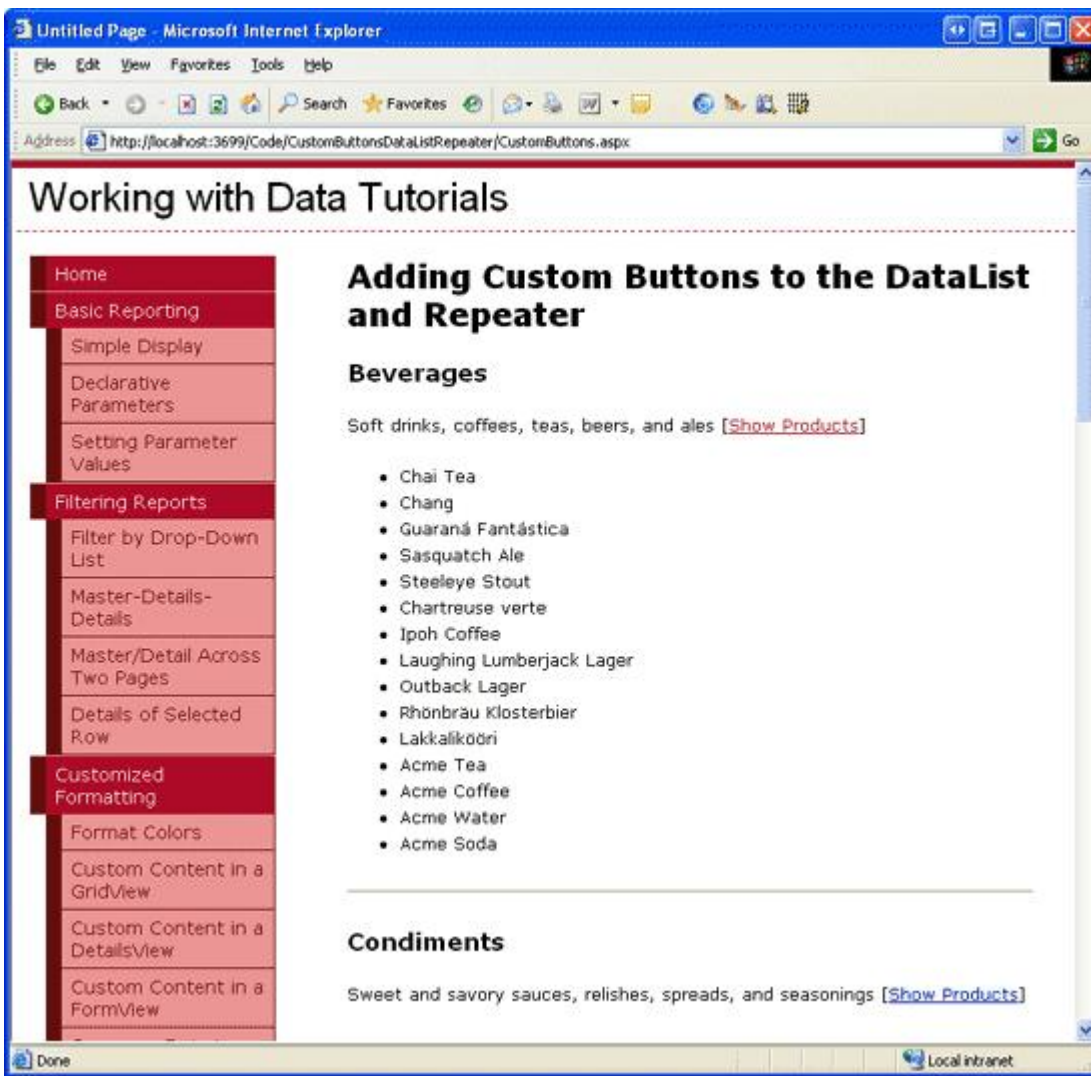 Untitled Page - Microsoft Internet Explorer
File Edit View Favorites Tools Help
Back Search Favorites
Address http://localhost:3699/Code/CustomButtonsDataListRepeater/CustomButtons.aspx Go
Working with Data Tutorials
Home
Basic Reporting
Simple Display
Declarative
Parameters
Setting Parameter
Values
Filtering Reports
Filter by Drop-Down
List
Master-Details-
Details
Master/Detail Across
Two Pages
Details of Selected
Row
Customized
Formatting
Format Colors
Custom Content in a
GridView
Custom Content in a
DetailsView
Custom Content in a
FormView
Adding Custom Buttons to the DataList
and Repeater
Beverages
Soft drinks, coffees, teas, beers, and ales [Show Products]
Chai Tea
Chang
Guaraná Fantástica
Sasquatch Ale
Steeleye Stout
Chartreuse verte
Ipoh Coffee
Laughing Lumberjack Lager
Outback Lager
Rhönbräu Klosterbier
Lakkalikööri
Acme Tea
Acme Coffee
Acme Water
Acme Soda
Condiments
Sweet and savory sauces, relishes, spreads, and seasonings [Show Products]
Done Local intranet